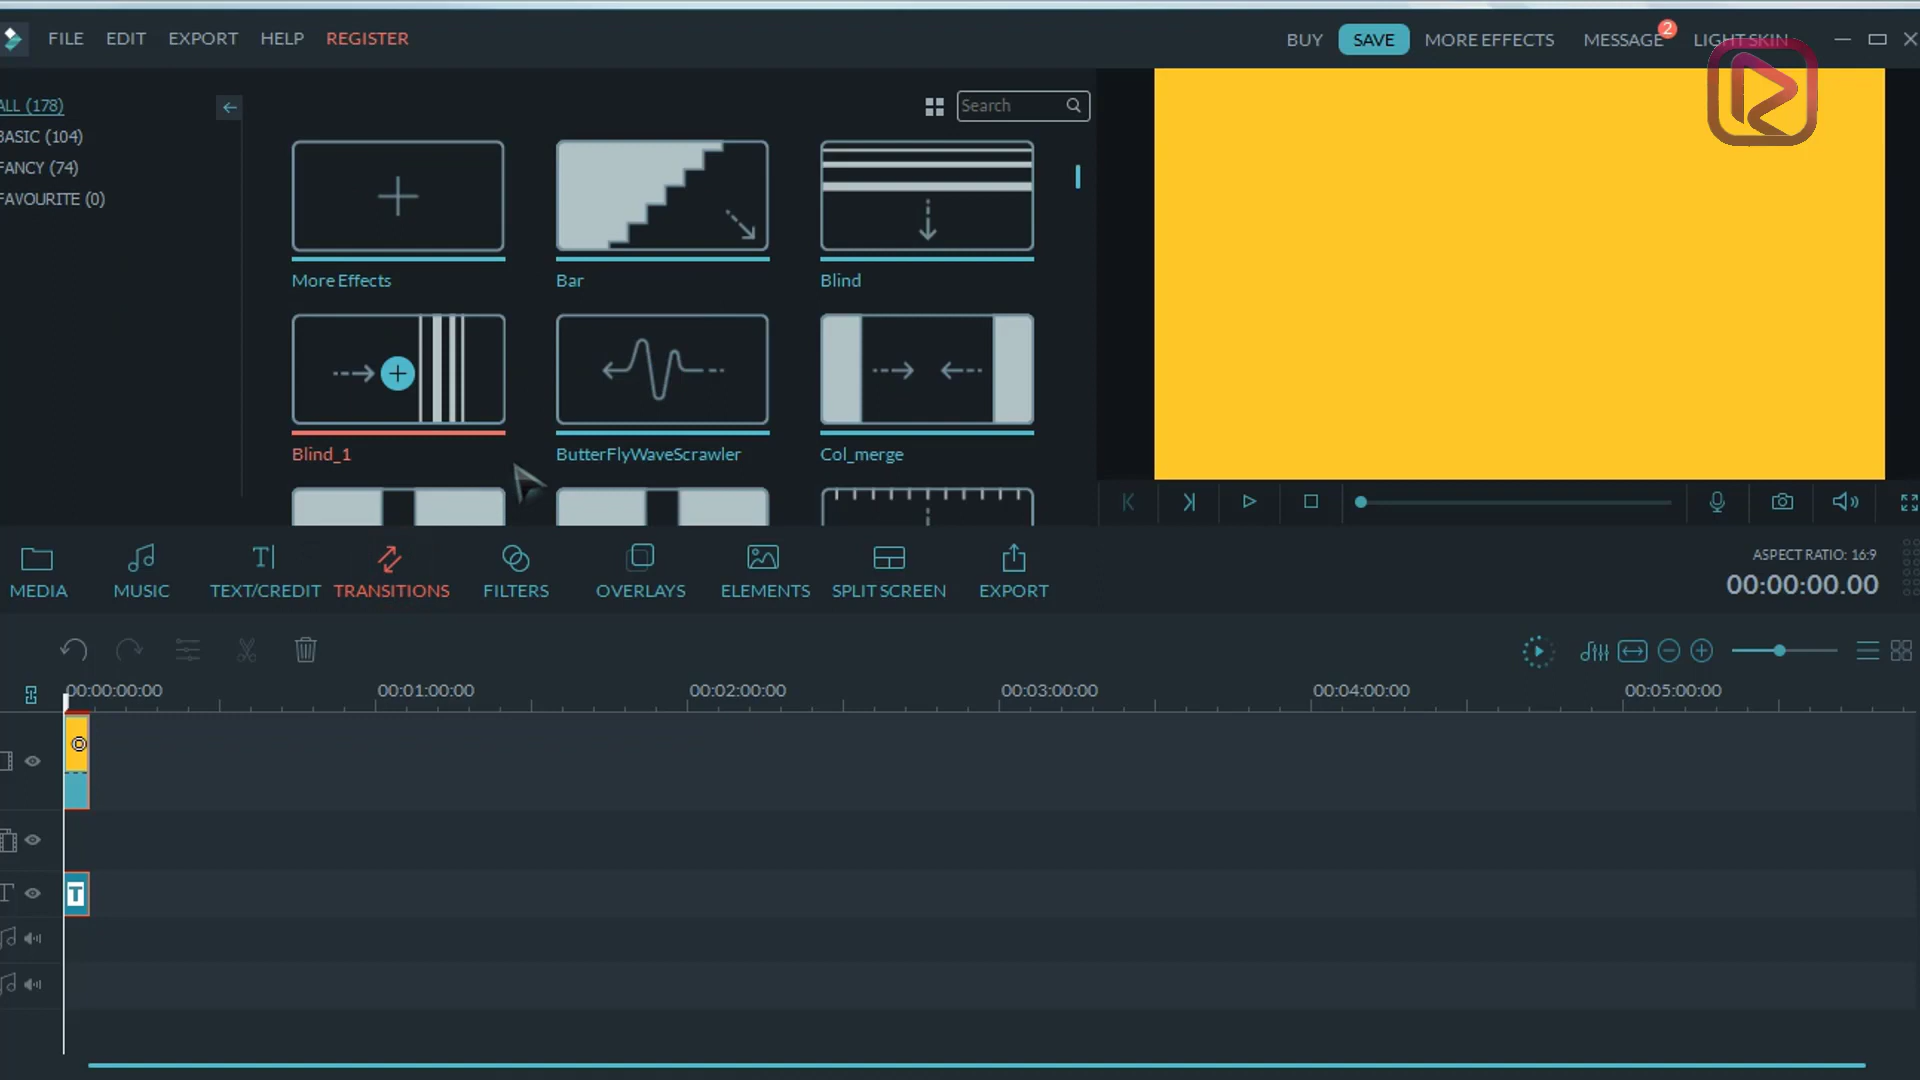 FILE EDIT EXPORT HELP REGISTER
BUY SAVE MORE EFFECTS MESSAGE 2 LIGHT SKIN
ALL (178)
BASIC (104)
FANCY (74)
FAVOURITE (0)
Search
More Effects Bar Blind
Blind_1 ButterFlyWaveScrawler Col_merge
MEDIA MUSIC TEXT/CREDIT TRANSITIONS FILTERS OVERLAYS ELEMENTS SPLIT SCREEN EXPORT
ASPECT RATIO: 16:9
00:00:00.00
00:00:00:00 00:01:00:00 00:02:00:00 00:03:00:00 00:04:00:00 00:05:00:00
T